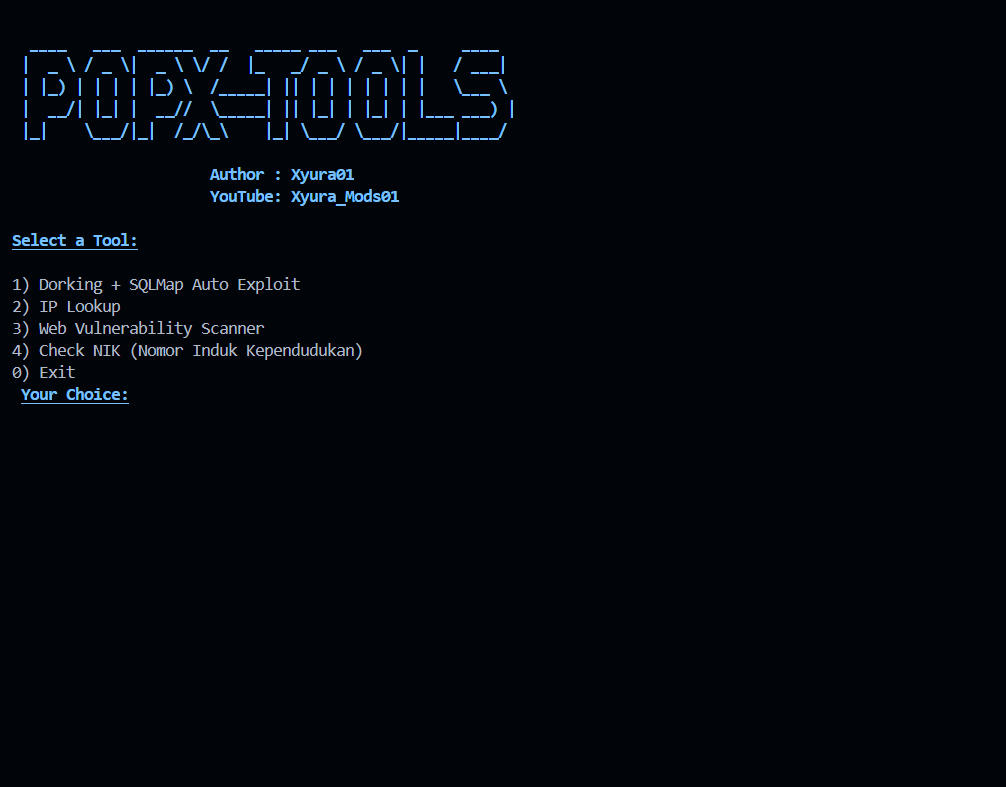 POPX-TOOLS
Author : Xyura01
YouTube: Xyura_Mods01
Select a Tool:
1) Dorking + SQLMap Auto Exploit
2) IP Lookup
3) Web Vulnerability Scanner
4) Check NIK (Nomor Induk Kependudukan)
0) Exit
Your Choice: